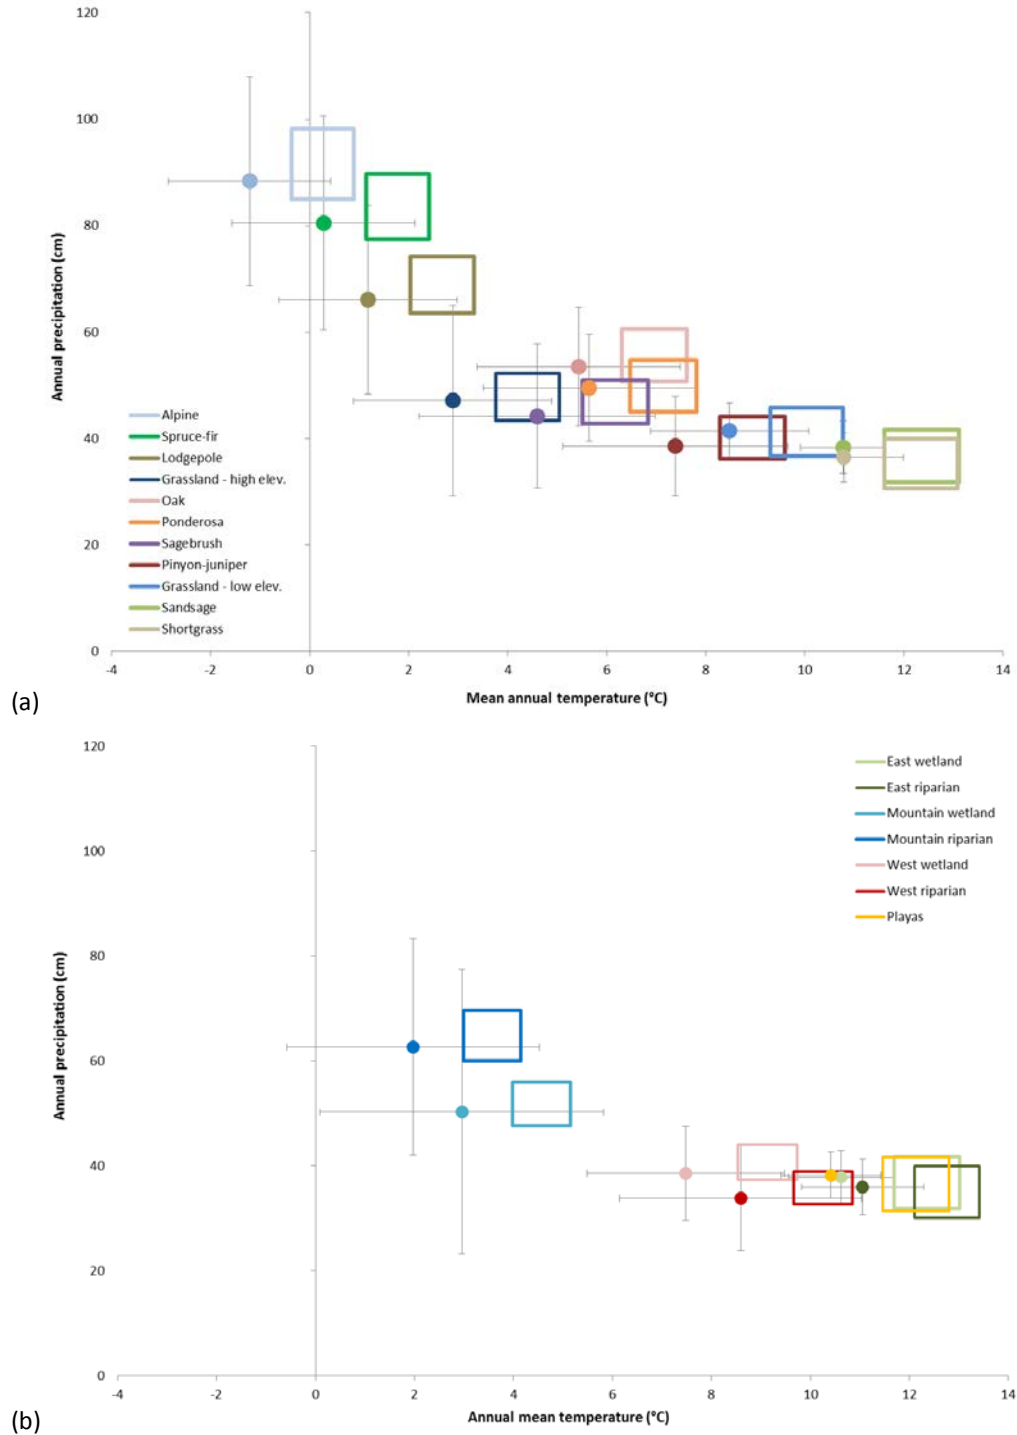 120
100
80
60
40
20
0
Annual precipitation (cm)
Alpine
Spruce-fir
Lodgepole
Grassland - high elev.
Oak
Ponderosa
Sagebrush
Pinyon-juniper
Grassland - low elev.
Sandsage
Shortgrass
-4 -2 0 2 4 6 8 10 12 14
Mean annual temperature (°C)
(a)
120
100
80
60
40
20
0
Annual precipitation (cm)
East wetland
East riparian
Mountain wetland
Mountain riparian
West wetland
West riparian
Playas
-4 -2 0 2 4 6 8 10 12 14
Annual mean temperature (°C)
(b)